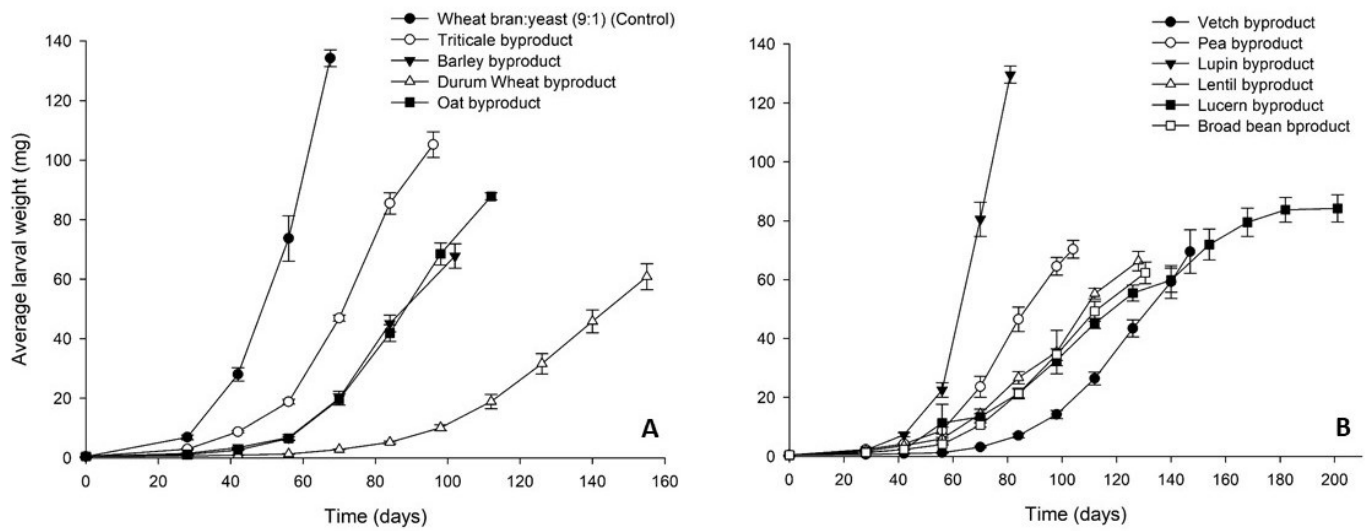 Wheat bran:yeast (9:1) (Control)
Triticale byproduct
Barley byproduct
Durum Wheat byproduct
Oat byproduct
Average larval weight (mg)
140
120
100
80
60
40
20
0
0 20 40 60 80 100 120 140 160
Time (days)
A
Vetch byproduct
Pea byproduct
Lupin byproduct
Lentil byproduct
Lucern byproduct
Broad bean bproduct
140
120
100
80
60
40
20
0
0 20 40 60 80 100 120 140 160 180 200
Time (days)
B